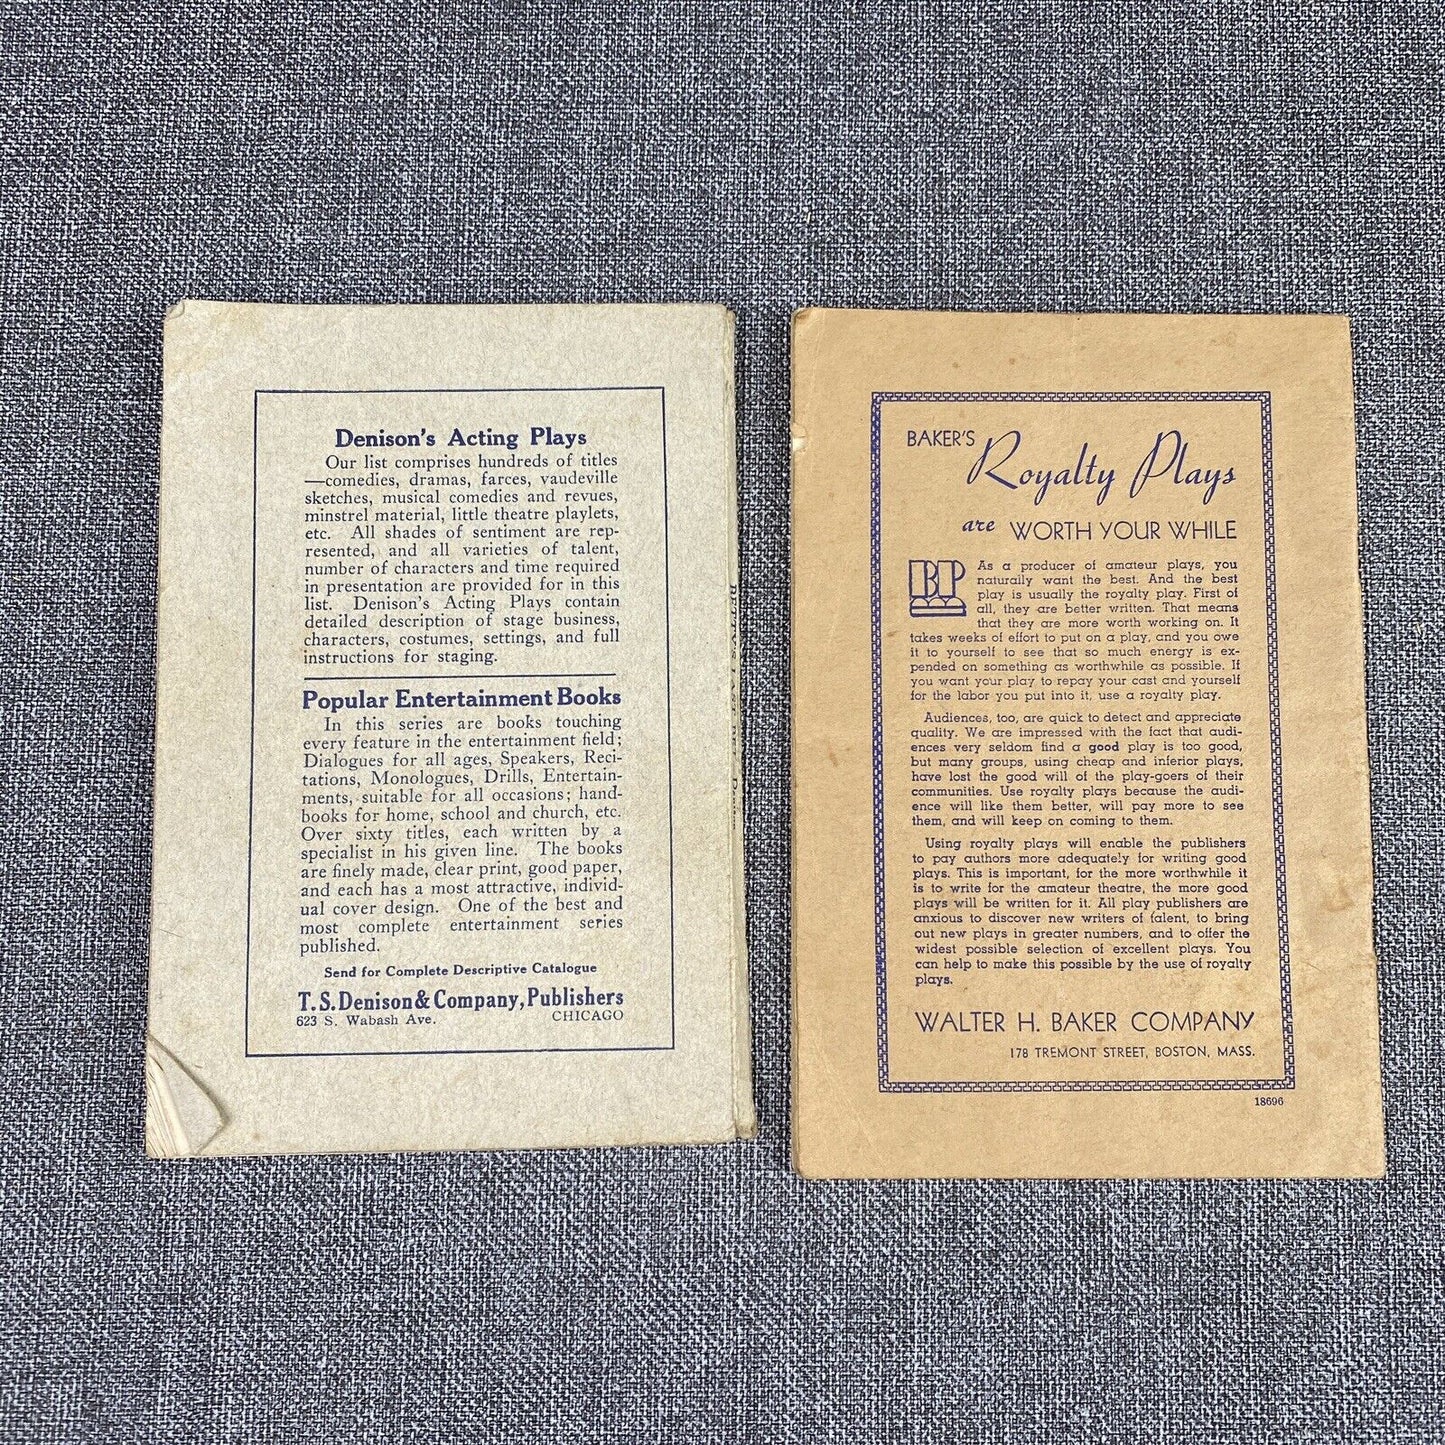 Denison's Acting Plays
Our list comprises hundreds of titles
—comedies, dramas, farces, vaudeville
sketches, musical comedies and revues,
minstrel material, little theatre playlets,
etc. All shades of sentiment are rep-
resented, and all varieties of talent,
number of characters and time required
in presentation are provided for in this
list. Denison's Acting Plays contain
detailed description of stage business,
characters, costumes, settings, and full
instructions for staging.
Popular Entertainment Books
In this series are books touching
every feature in the entertainment field;
Dialogues for all ages, Speakers, Reci-
tations, Monologues, Drills, Entertain-
ments, suitable for all occasions; hand-
books for home, school and church, etc.
Over sixty titles, each written by a
specialist in his given line. The books
are finely made, clear print, good paper,
and each has a most attractive, individ-
ual cover design. One of the best and
most complete entertainment series
published.
Send for Complete Descriptive Catalogue
T.S. Denison & Company, Publishers
623 S. Wabash Ave. CHICAGO
BAKER'S
Royalty Plays
are WORTH YOUR WHILE
BP
As a producer of amateur plays, you
naturally want the best. And the best
play is usually the royalty play. First of
all, they are better written. That means
that they are more worth working on. It
takes weeks of effort to put on a play, and you owe
it to yourself to see that so much energy is ex-
pended on something as worthwhile as possible. If
you want your play to repay your cast and yourself
for the labor you put into it, use a royalty play.
Audiences, too, are quick to detect and appreciate
quality. We are impressed with the fact that audi-
ences very seldom find a good play is too good,
but many groups, using cheap and inferior plays,
have lost the good will of the play-goers of their
communities. Use royalty plays because the audi-
ence will like them better, will pay more to see
them, and will keep on coming to them.
Using royalty plays will enable the publishers
to pay authors more adequately for writing good
plays. This is important, for the more worthwhile it
is to write for the amateur theatre, the more good
plays will be written for it. All play publishers are
anxious to discover new writers of talent, to bring
out new plays in greater numbers, and to offer the
widest possible selection of excellent plays. You
can help to make this possible by the use of royalty
plays.
WALTER H. BAKER COMPANY
178 TREMONT STREET, BOSTON, MASS.
18696